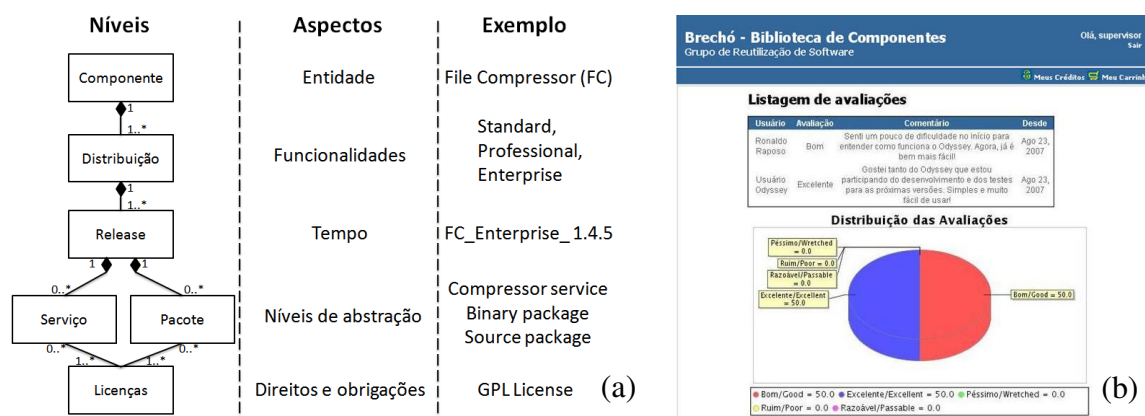 Níveis
Aspectos
Exemplo
Componente
Entidade
File Compressor (FC)
1
1..*
Distribuição
Funcionalidades
Standard,
Professional,
Enterprise
1
1..*
Release
Tempo
FC_Enterprise_ 1.4.5
1
1
0..*
0..*
Serviço
Pacote
Níveis de abstração
Compressor service
Binary package
Source package
0..*
0..*
1..*
1..*
Licenças
Direitos e obrigações
GPL License
(a)
Brechó - Biblioteca de Componentes
Grupo de Reutilização de Software
Olá, supervisor
Sair
Meus Créditos
Meu Carrinh
Listagem de avaliações
Usuário Avaliação Comentário Desde
Ronaldo Raposo
Bom
Senti um pouco de dificuldade no início para
entender como funciona o Odyssey. Agora, já é
bem mais fácil!
Ago 23,
2007
Usuário
Odyssey
Excelente
Gostei tanto do Odyssey que estou
participando do desenvolvimento e dos testes
para as próximas versões. Simples e muito
fácil de usar!
Ago 23,
2007
Distribuição das Avaliações
Péssimo/Wretched
= 0.0
Ruim/Poor = 0.0
Razoável/Passable
= 0.0
Excelente/Excellent
= 50.0
Bom/Good = 50.0
Bom/Good = 50.0 Excelente/Excellent = 50.0 Péssimo/Wretched = 0.0
Ruim/Poor = 0.0 Razoável/Passable = 0.0
(b)